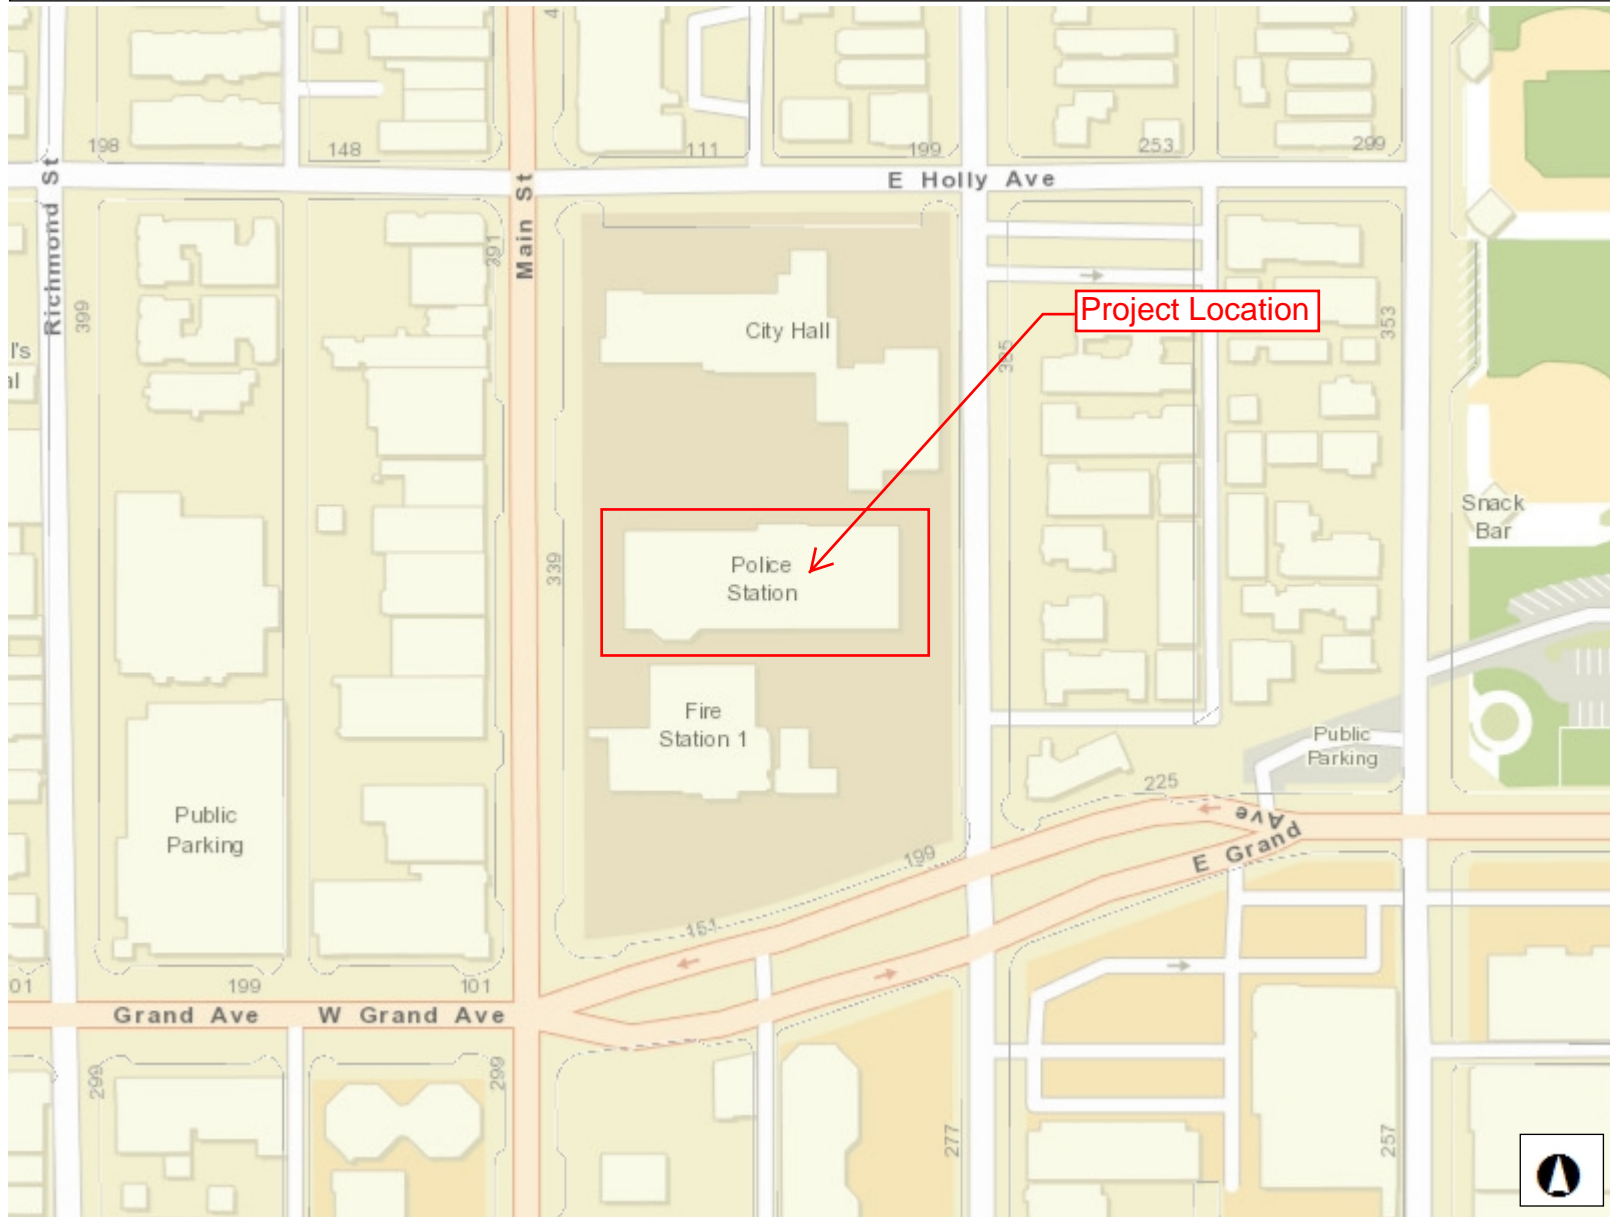 4
198
148
111
199
253
299
E Holly Ave
Richmond St
Main St
391
399
l's
al
City Hall
Project Location
385
353
Snack
Bar
339
Police
Station
Fire
Station 1
Public
Parking
Public
Parking
225
E Grand Ave
199
151
01
199
101
Grand Ave
W Grand Ave
299
299
277
257